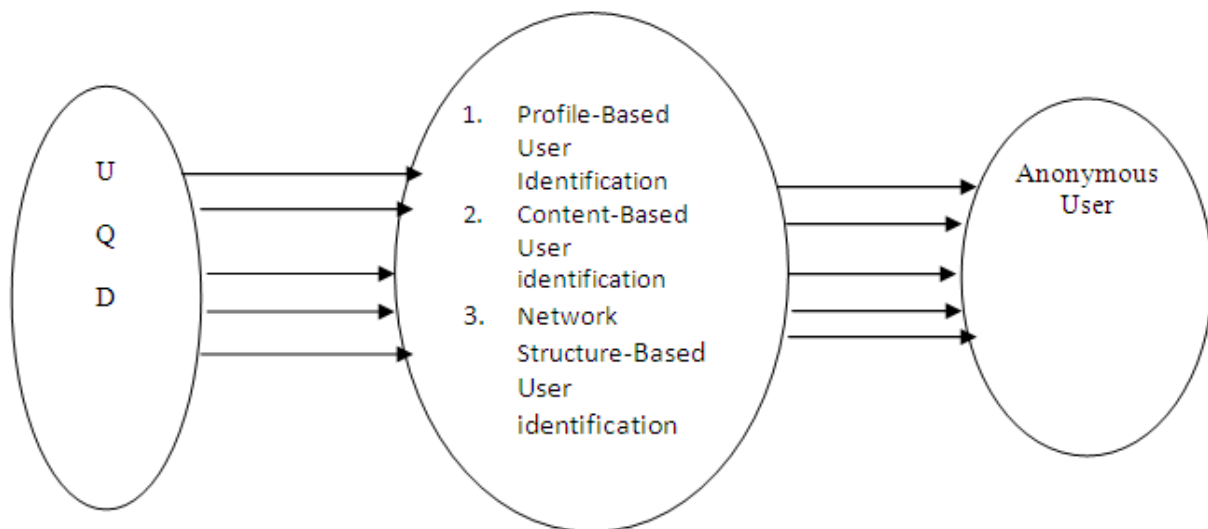 U
Q
D
1. Profile-Based
User
Identification
2. Content-Based
User
identification
3. Network
Structure-Based
User
identification
Anonymous
User